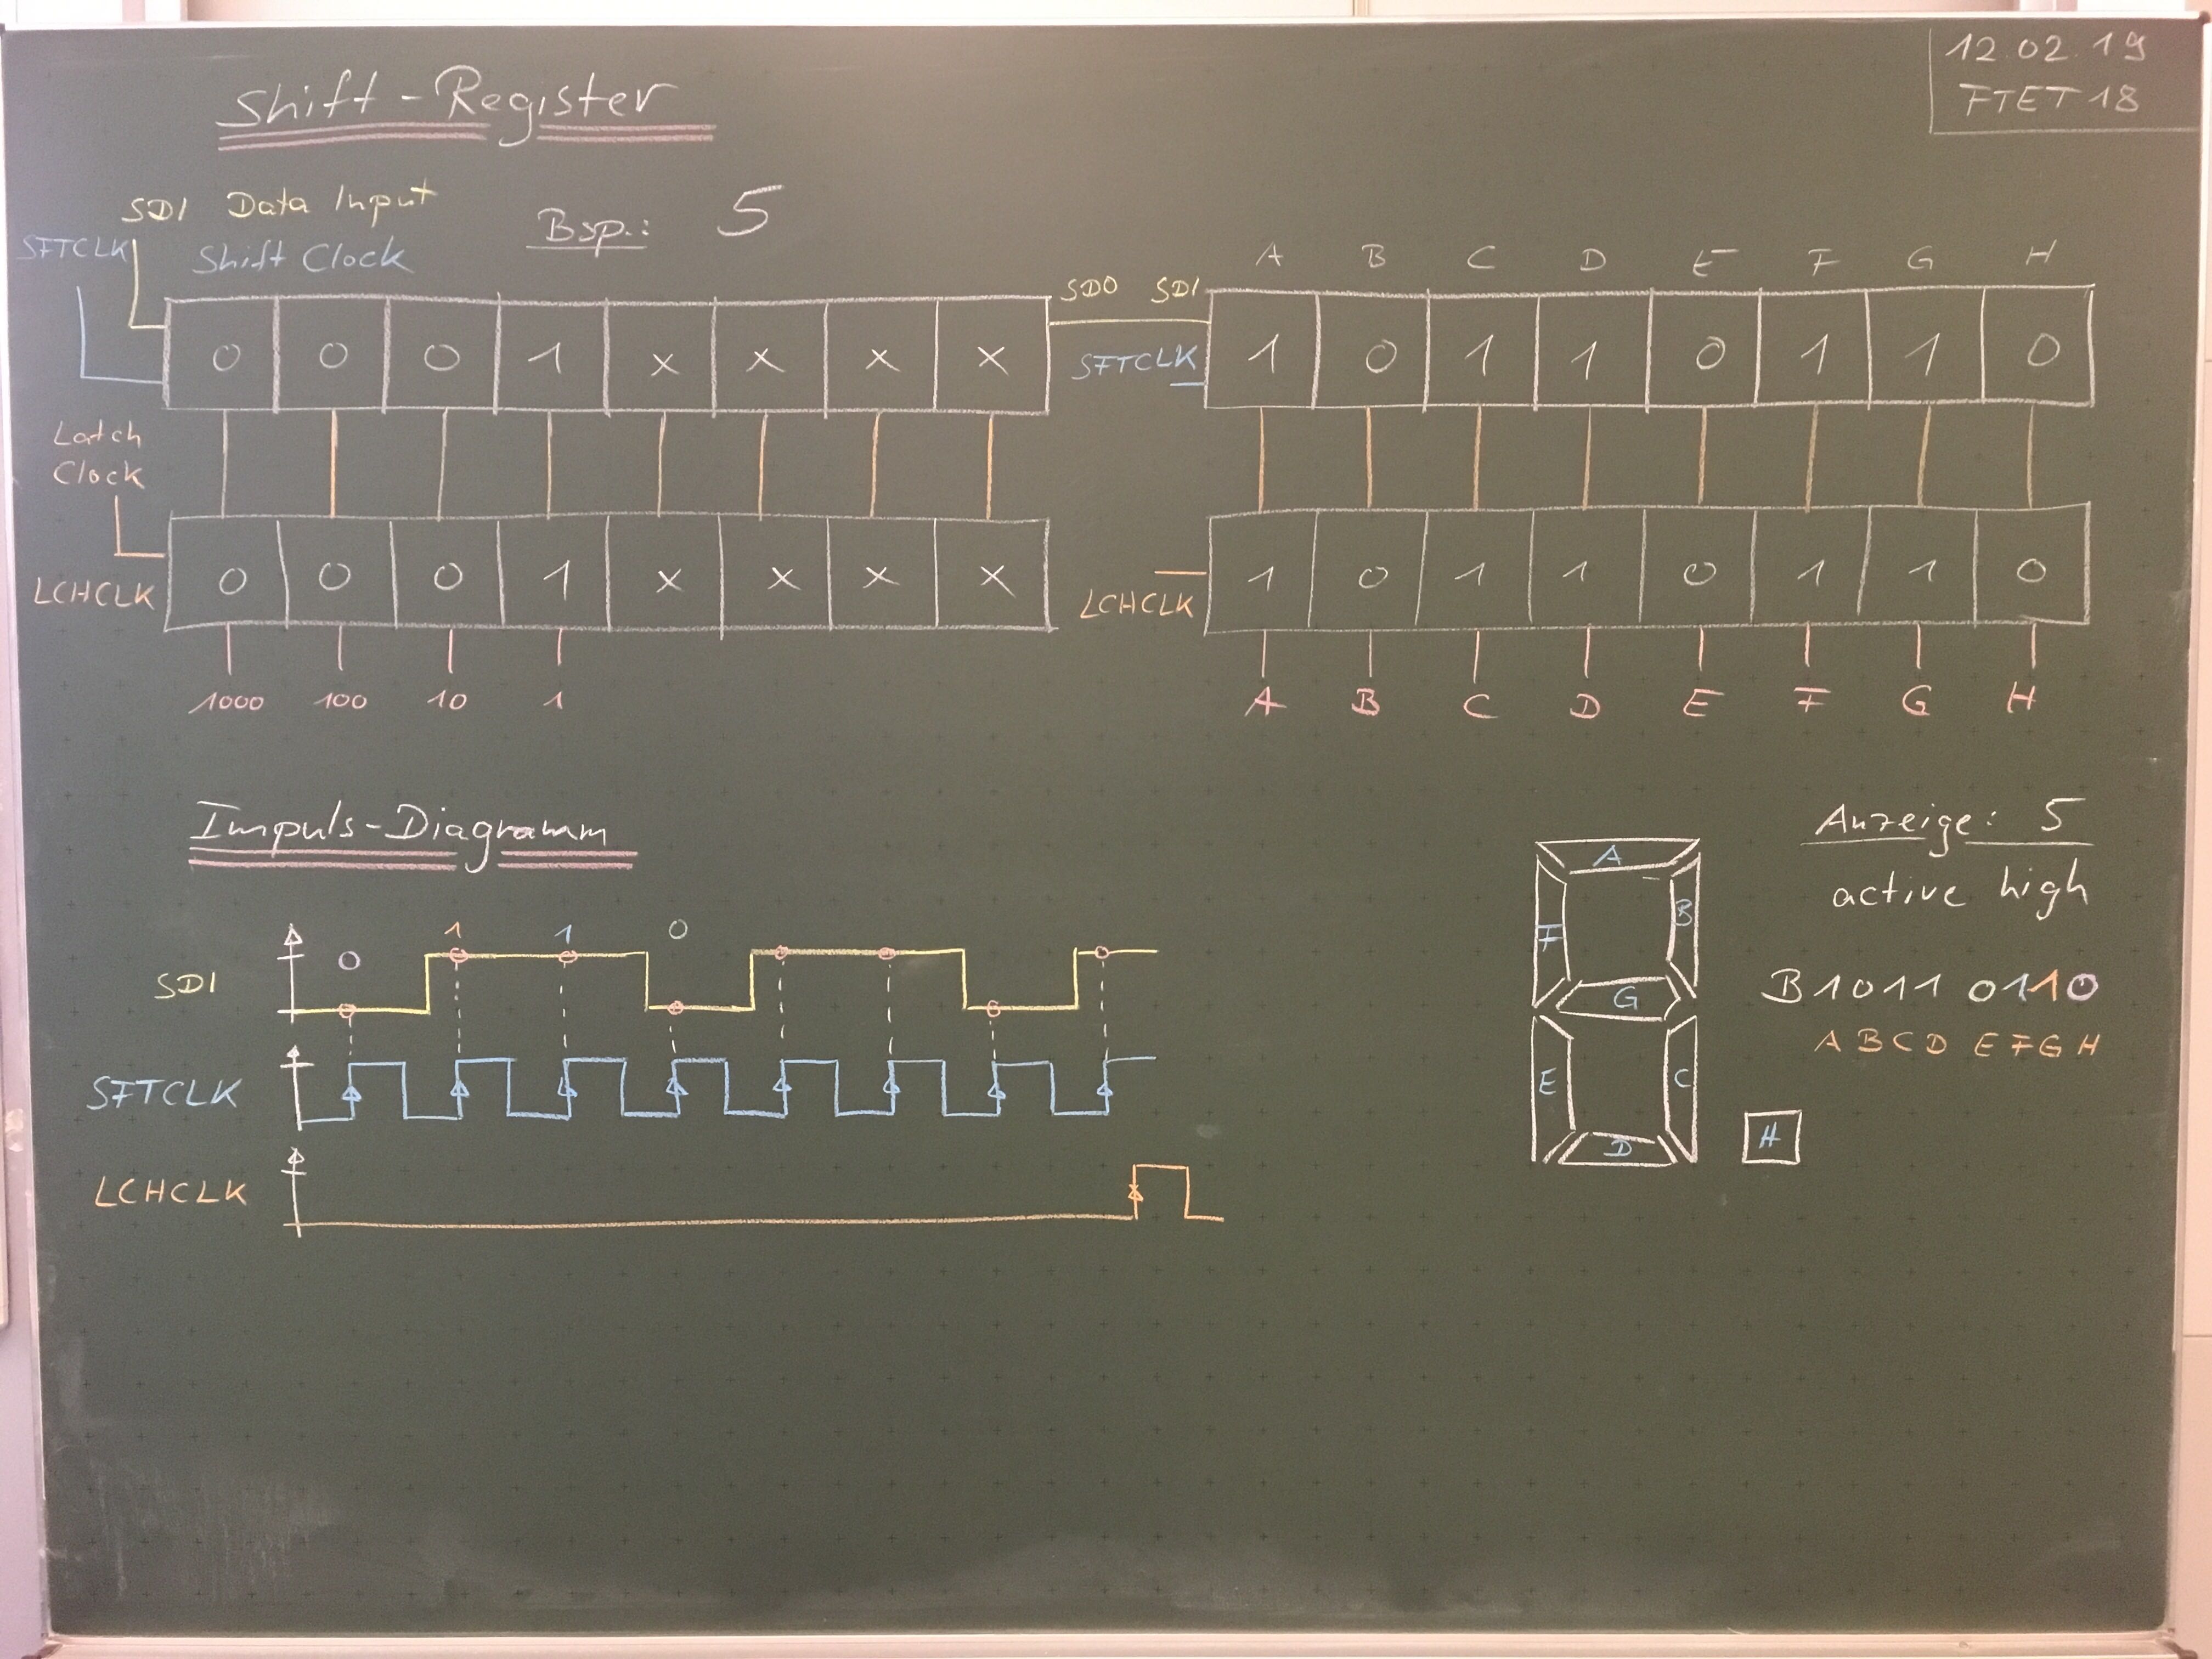 12.02.19
FTET 18
Shift-Register
SDI Data Input
Bsp.: 5
SFTCLK Shift Clock
A B C D E F G H
SDO SDI
0 0 0 1 x x x x
SFTCLK
1 0 1 1 0 1 1 0
Latch
Clock
LCHCLK
0 0 0 1 x x x x
LCHCLK
1 0 1 1 0 1 1 0
1000 100 10 1
A B C D E F G H
Impuls-Diagramm
0 1 1 0
SDI
SFTCLK
LCHCLK
A
F B
G
E C
D
H
Anzeige: 5
active high
B1011 0110
A B C D E F G H